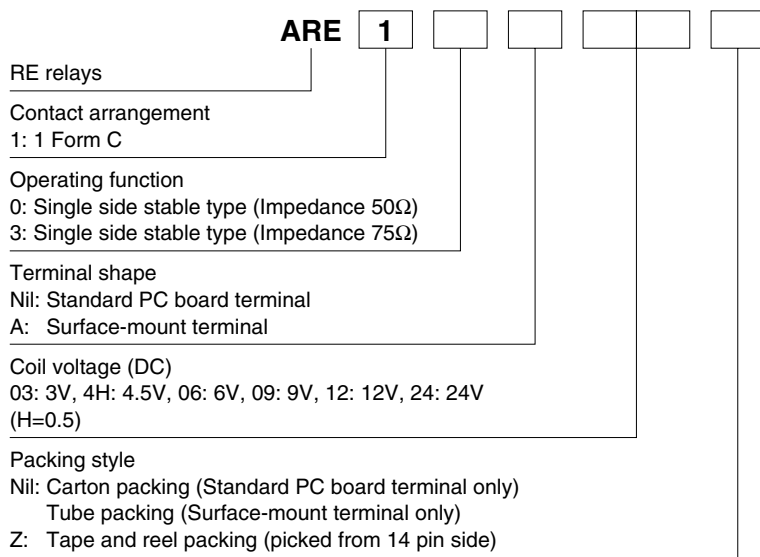 ARE 1
RE relays
Contact arrangement
1: 1 Form C
Operating function
0: Single side stable type (Impedance 50Ω)
3: Single side stable type (Impedance 75Ω)
Terminal shape
Nil: Standard PC board terminal
A: Surface-mount terminal
Coil voltage (DC)
03: 3V, 4H: 4.5V, 06: 6V, 09: 9V, 12: 12V, 24: 24V
(H=0.5)
Packing style
Nil: Carton packing (Standard PC board terminal only)
Tube packing (Surface-mount terminal only)
Z: Tape and reel packing (picked from 14 pin side)